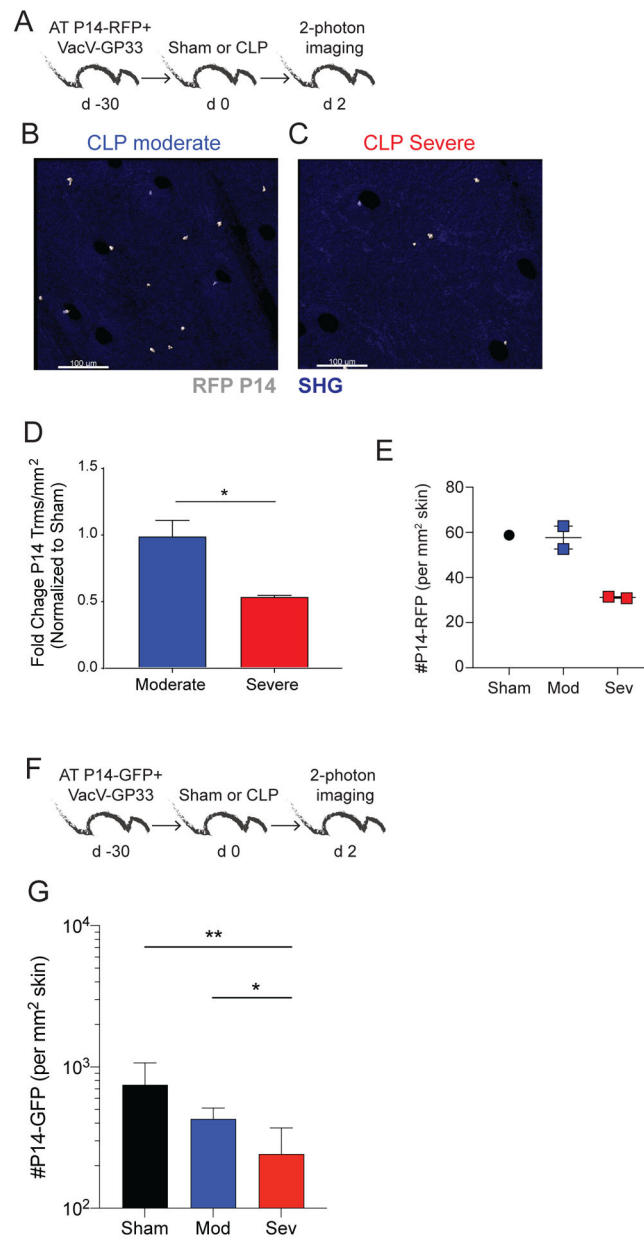 A
AT P14-RFP+
VacV-GP33
Sham or CLP
2-photon
imaging
d -30
d 0
d 2
B
CLP moderate
C
CLP Severe
100 um
100 um
RFP P14
SHG
D
Fold Chage P14 Trms/mm²
(Normalized to Sham)
1.5
1.0
0.5
0.0
*
Moderate
Severe
E
#P14-RFP (per mm² skin)
80
60
40
20
0
Sham
Mod
Sev
F
AT P14-GFP+
VacV-GP33
Sham or CLP
2-photon
imaging
d -30
d 0
d 2
G
#P14-GFP (per mm² skin)
10⁴
10³
10²
**
*
Sham
Mod
Sev